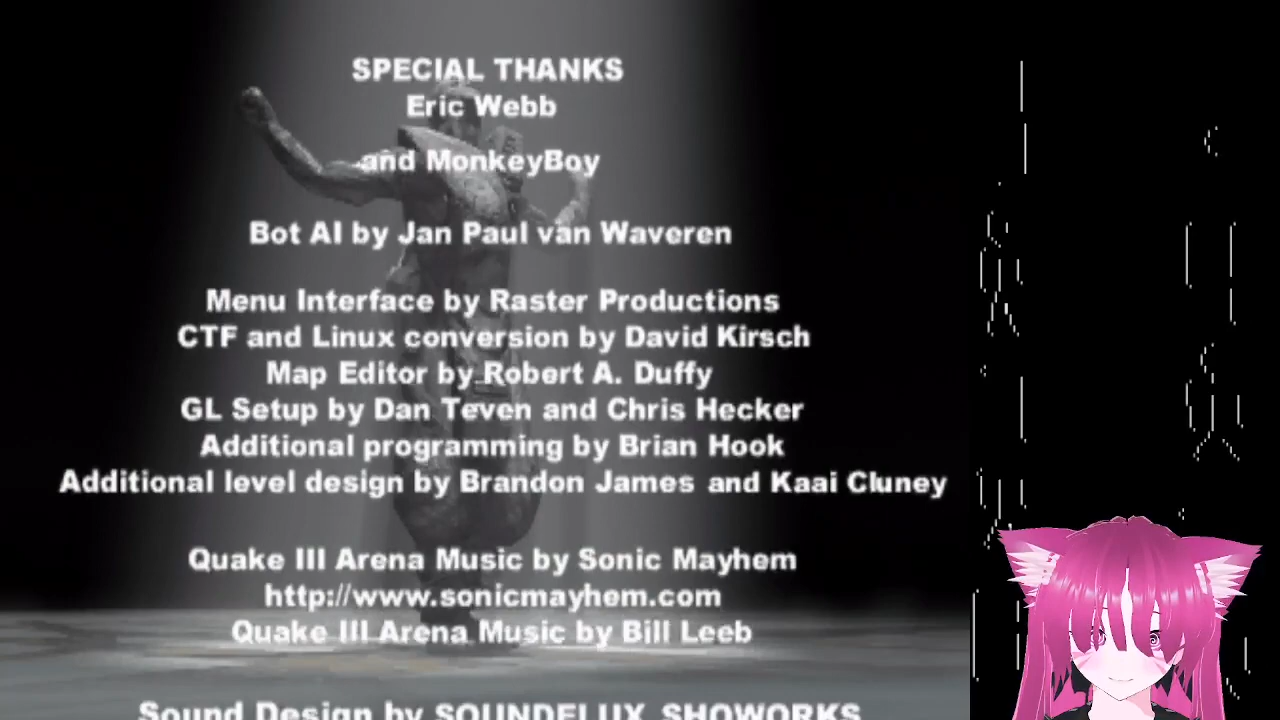 SPECIAL THANKS
Eric Webb
and MonkeyBoy
Bot AI by Jan Paul van Waveren
Menu Interface by Raster Productions
CTF and Linux conversion by David Kirsch
Map Editor by Robert A. Duffy
GL Setup by Dan Teven and Chris Hecker
Additional programming by Brian Hook
Additional level design by Brandon James and Kaai Cluney
Quake III Arena Music by Sonic Mayhem
http://www.sonicmayhem.com
Quake III Arena Music by Bill Leeb
Sound Design by SOUNDELUX SHOWORKS